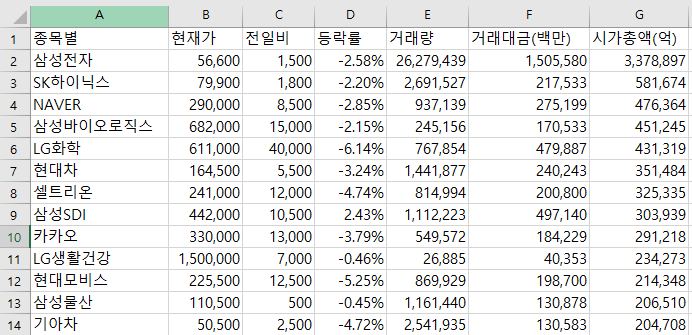 A B C D E F G
1 종목별 현재가 전일비 등락률 거래량 거래대금(백만) 시가총액(억)
2 삼성전자 56,600 1,500 -2.58% 26,279,439 1,505,580 3,378,897
3 SK하이닉스 79,900 1,800 -2.20% 2,691,527 217,533 581,674
4 NAVER 290,000 8,500 -2.85% 937,139 275,199 476,364
5 삼성바이오로직스 682,000 15,000 -2.15% 245,156 170,533 451,245
6 LG화학 611,000 40,000 -6.14% 767,854 479,887 431,319
7 현대차 164,500 5,500 -3.24% 1,441,877 240,243 351,484
8 셀트리온 241,000 12,000 -4.74% 814,994 200,800 325,335
9 삼성SDI 442,000 10,500 2.43% 1,112,223 497,140 303,939
10 카카오 330,000 13,000 -3.79% 549,572 184,229 291,218
11 LG생활건강 1,500,000 7,000 -0.46% 26,885 40,353 234,273
12 현대모비스 225,500 12,500 -5.25% 869,929 198,700 214,348
13 삼성물산 110,500 500 -0.45% 1,161,440 130,878 206,510
14 기아차 50,500 2,500 -4.72% 2,541,935 130,583 204,708